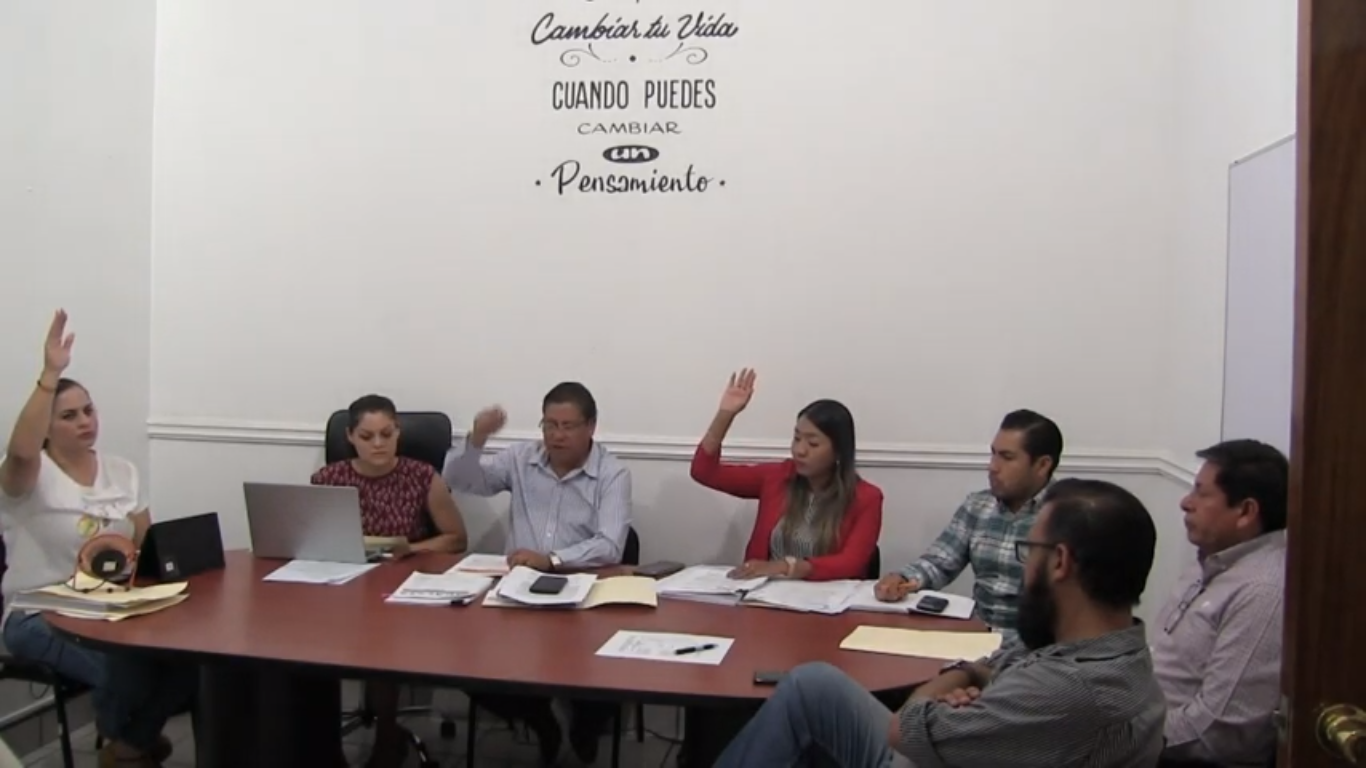 Cambiar tu Vida
CUANDO PUEDES
CAMBIAR
un
Pensamiento